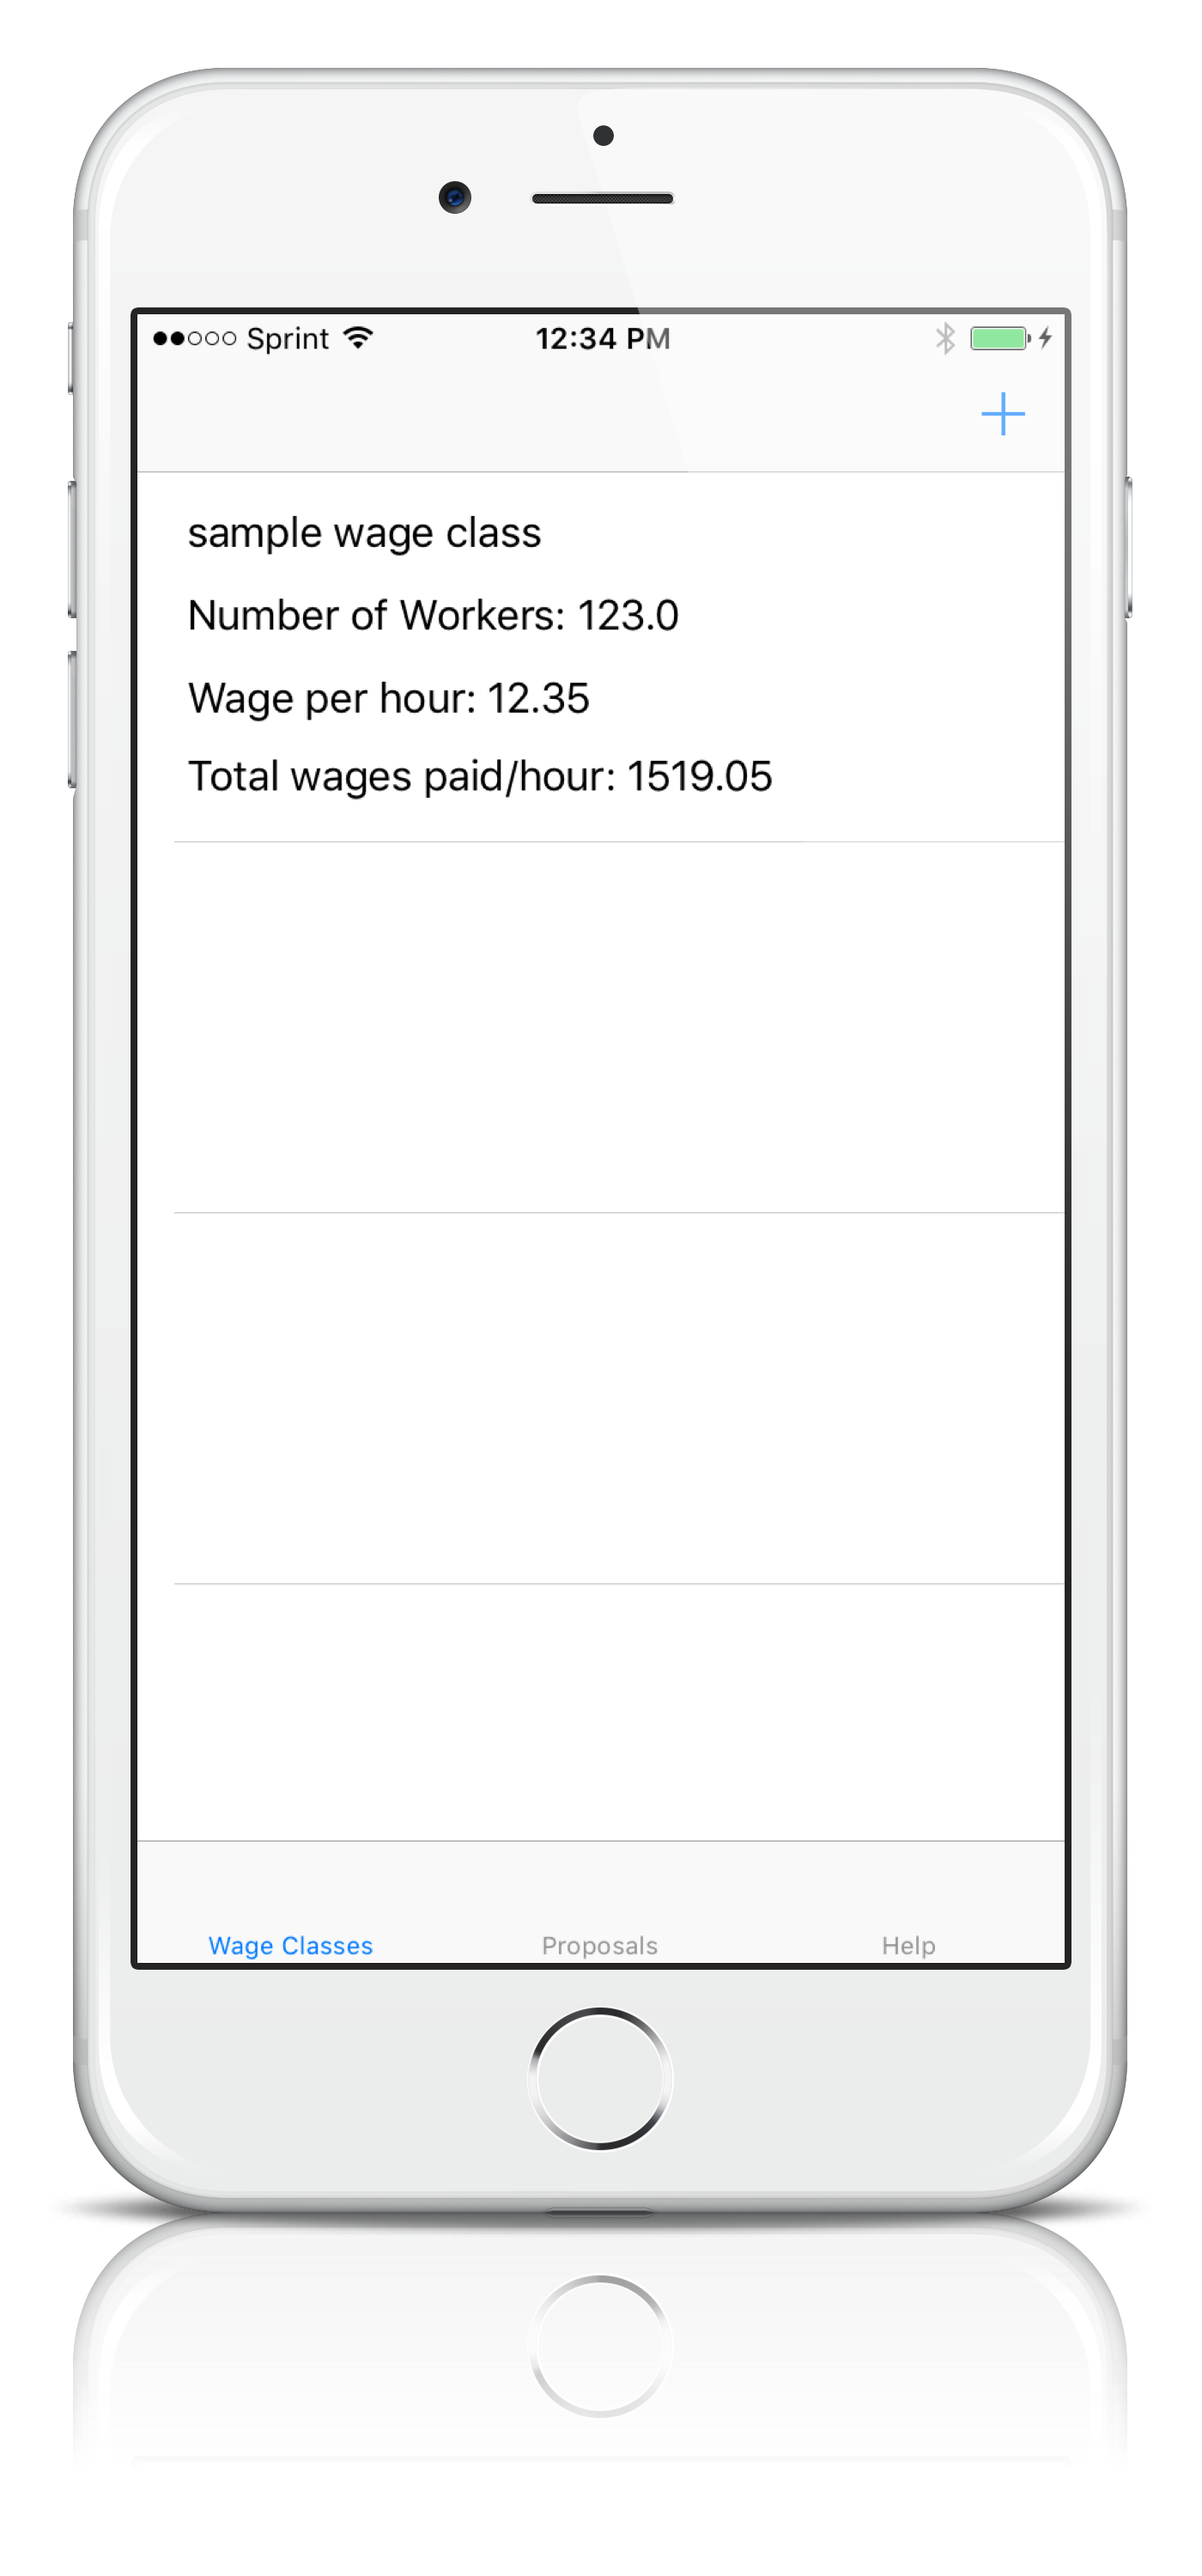 Sprint 12:34 PM
sample wage class
Number of Workers: 123.0
Wage per hour: 12.35
Total wages paid/hour: 1519.05
Wage Classes Proposals Help